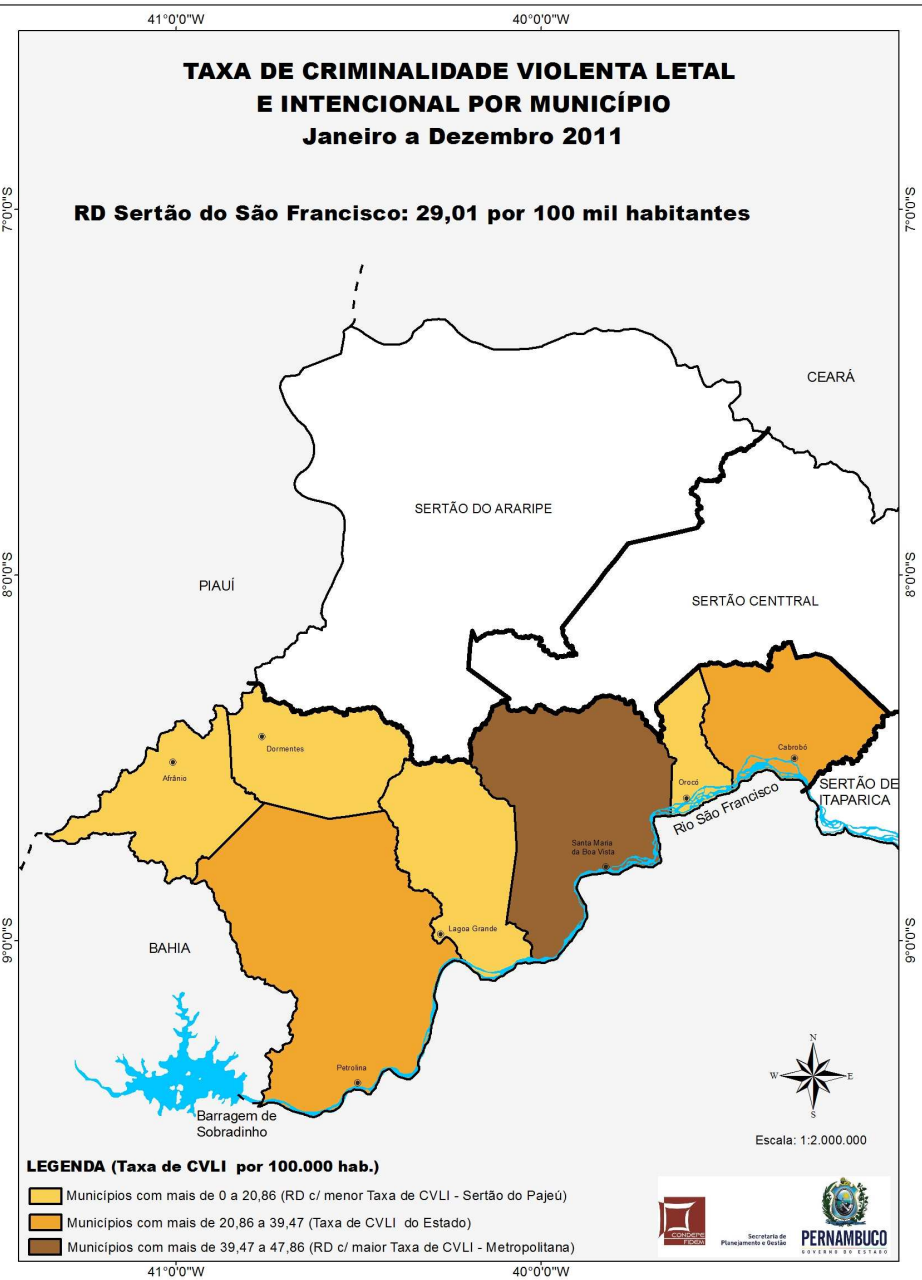 41°0'0"W
40°0'0"W
TAXA DE CRIMINALIDADE VIOLENTA LETAL
E INTENCIONAL POR MUNICÍPIO
Janeiro a Dezembro 2011
7°0'0"S
7°0'0"S
RD Sertão do São Francisco: 29,01 por 100 mil habitantes
CEARÁ
SERTÃO DO ARARIPE
8°0'0"S
8°0'0"S
PIAUÍ
SERTÃO CENTTRAL
Dormentes
Afrânio
Cabrobó
Orocó
SERTÃO DE
ITAPARICA
Rio São Francisco
Santa Maria
da Boa Vista
Lagoa Grande
9°0'0"S
9°0'0"S
BAHIA
Petrolina
Barragem de
Sobradinho
N
W
E
S
Escala: 1:2.000.000
LEGENDA (Taxa de CVLI por 100.000 hab.)
Municípios com mais de 0 a 20,86 (RD c/ menor Taxa de CVLI - Sertão do Pajeú)
Municípios com mais de 20,86 a 39,47 (Taxa de CVLI do Estado)
Municípios com mais de 39,47 a 47,86 (RD c/ maior Taxa de CVLI - Metropolitana)
CONDEPE
FIDEM
Secretaria de
Planejamento e Gestão
PERNAMBUCO
GOVERNO DO ESTADO
41°0'0"W
40°0'0"W